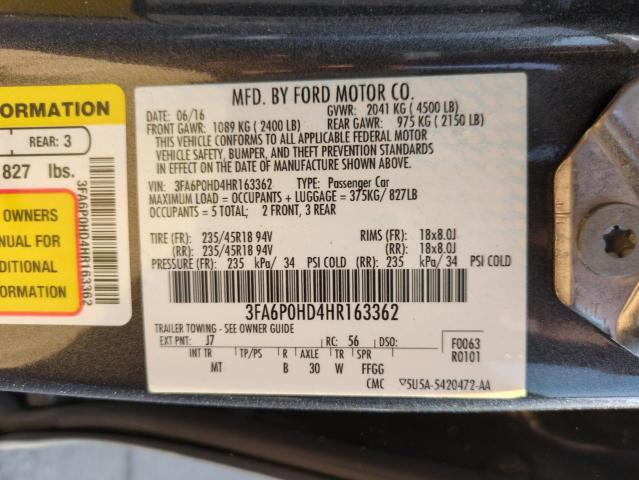 ORMATION
REAR: 3
827 lbs.
OWNERS
NUAL FOR
DITIONAL
ORMATION
3FA6P0HD4HR163362
MFD. BY FORD MOTOR CO.
DATE: 06/16 GVWR: 2041 KG ( 4500 LB)
FRONT GAWR: 1089 KG ( 2400 LB) REAR GAWR: 975 KG ( 2150 LB)
THIS VEHICLE CONFORMS TO ALL APPLICABLE FEDERAL MOTOR
VEHICLE SAFETY, BUMPER, AND THEFT PREVENTION STANDARDS
IN EFFECT ON THE DATE OF MANUFACTURE SHOWN ABOVE.
VIN: 3FA6P0HD4HR163362 TYPE: Passenger Car
MAXIMUM LOAD = OCCUPANTS + LUGGAGE = 375KG/ 827LB
OCCUPANTS = 5 TOTAL; 2 FRONT, 3 REAR
TIRE (FR): 235/45R18 94V RIMS (FR): 18x8.0J
(RR): 235/45R18 94V (RR): 18x8.0J
PRESSURE (FR): 235 kPa/ 34 PSI COLD (RR): 235 kPa/ 34 PSI COLD
3FA6P0HD4HR163362
TRAILER TOWING - SEE OWNER GUIDE
EXT PNT: J7 RC: 56 DSO: F0063
R0101
INT TR TP/PS R AXLE TR SPR
MT B 30 W FFGG
CMC ▽5U5A-5420472-AA